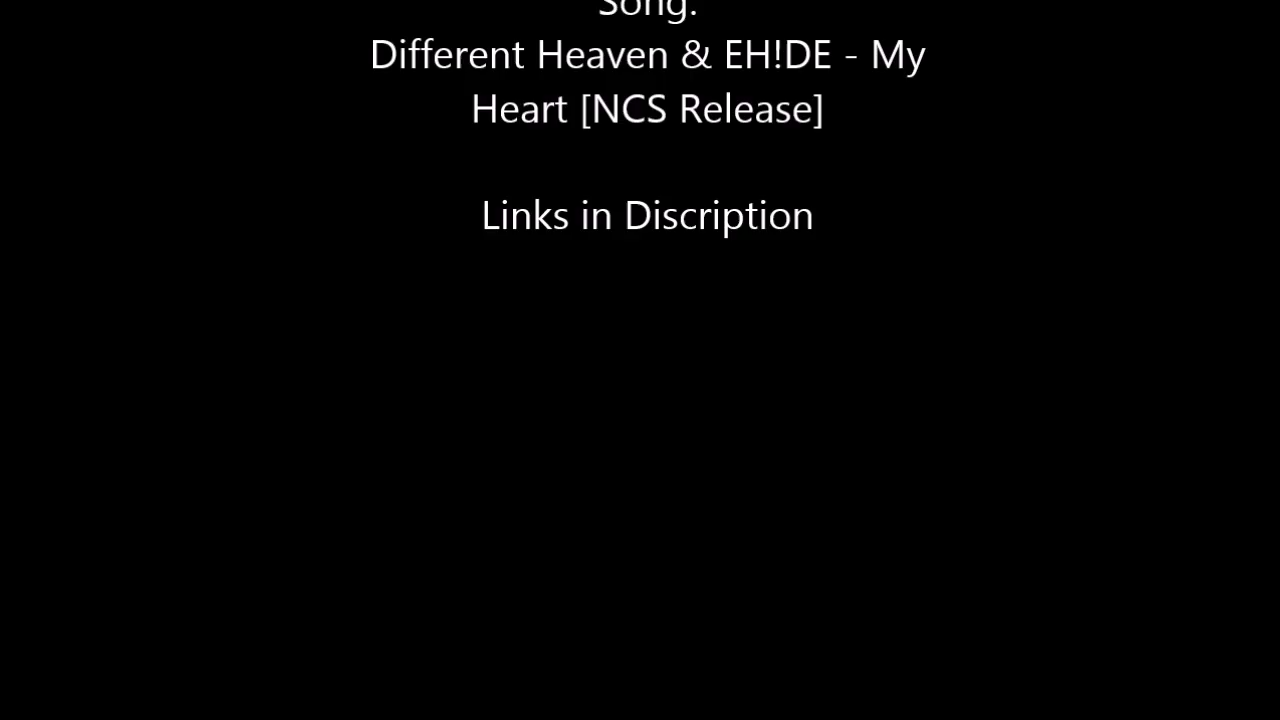 Song:
Different Heaven & EH!DE - My
Heart [NCS Release]
Links in Discription